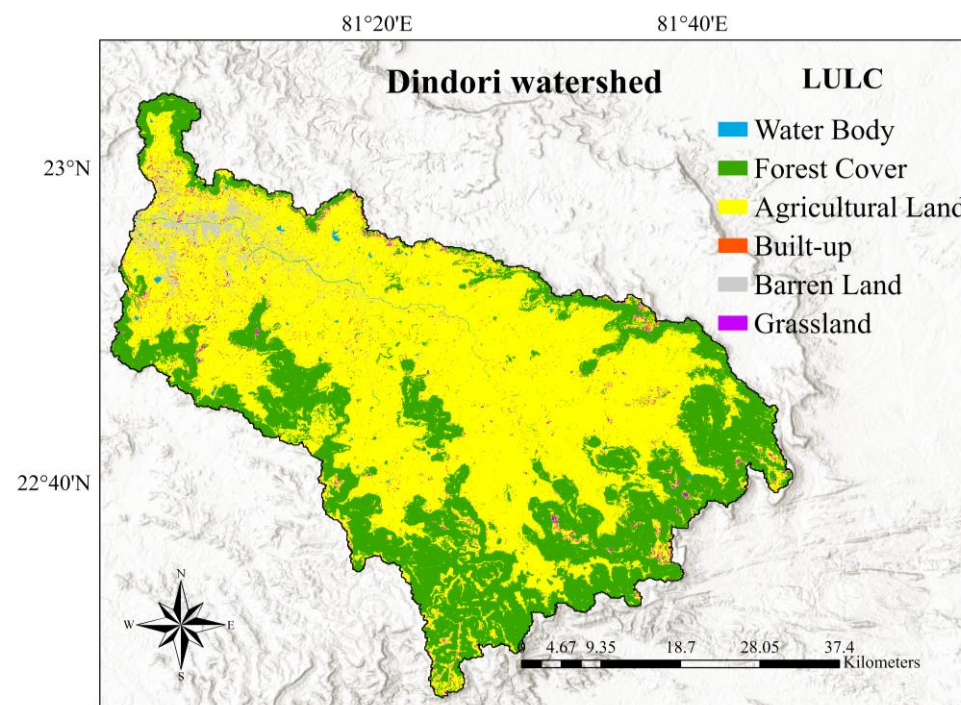 81°20'E 81°40'E
Dindori watershed
LULC
Water Body
Forest Cover
Agricultural Land
Built-up
Barren Land
Grassland
23°N
22°40'N
N
W E
S
0 4.67 9.35 18.7 28.05 37.4
Kilometers